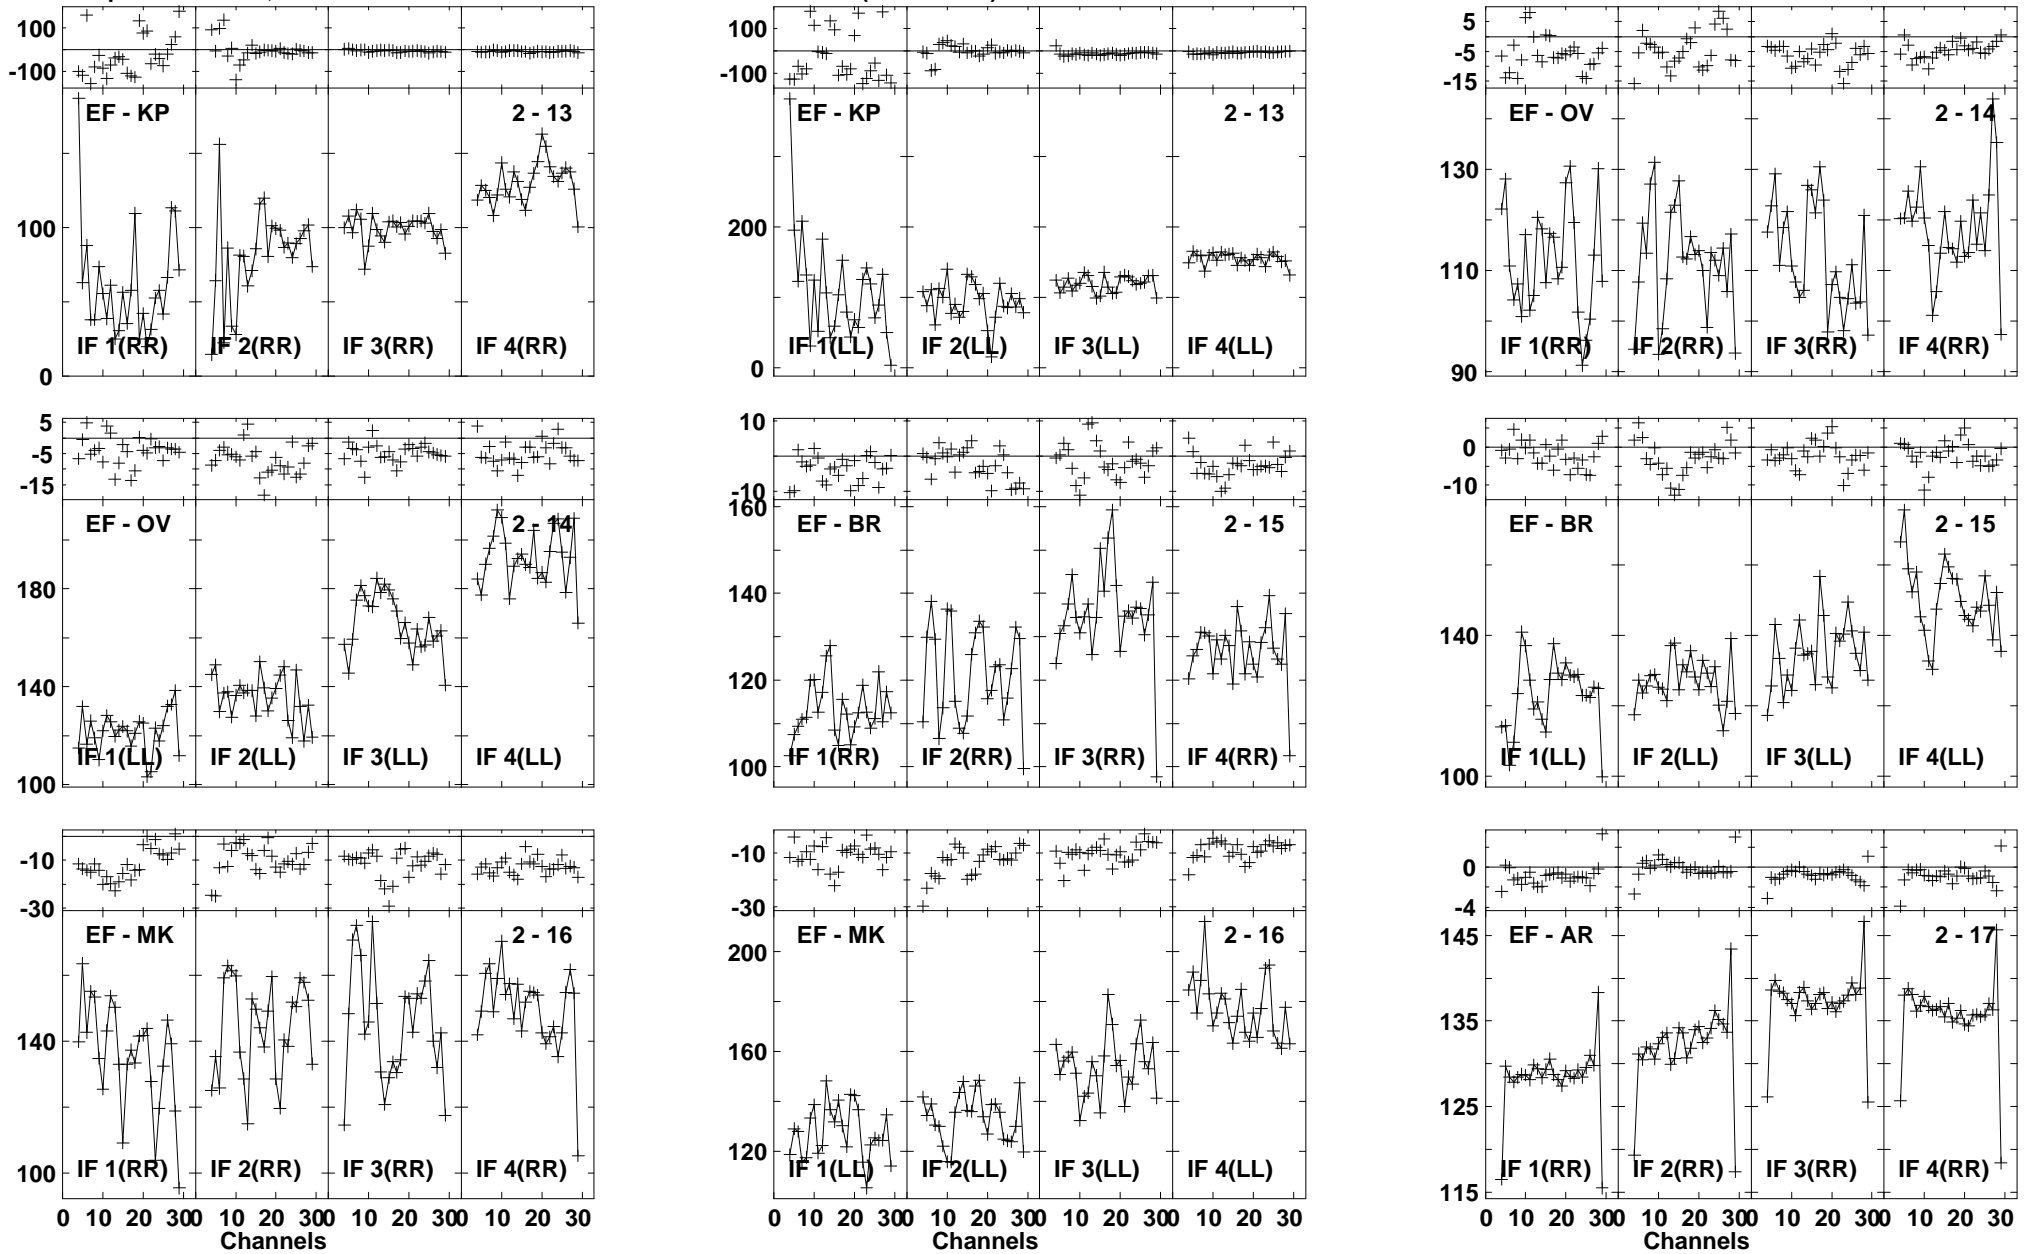 100 100 5
-100 -100 -5
-15
EF - KP 2 - 13 EF - KP 2 - 13 EF - OV 2 - 14
130
100 200 110
IF 1(RR) IF 2(RR) IF 3(RR) IF 4(RR) IF 1(LL) IF 2(LL) IF 3(LL) IF 4(LL) IF 1(RR) IF 2(RR) IF 3(RR) IF 4(RR)
0 0 90
5 10 0
-5
-15 -10 -10
EF - OV 2 - 14 160 EF - BR 2 - 15 EF - BR 2 - 15
180 140 140
140 120
IF 1(LL) IF 2(LL) IF 3(LL) IF 4(LL) IF 1(RR) IF 2(RR) IF 3(RR) IF 4(RR) IF 1(LL) IF 2(LL) IF 3(LL) IF 4(LL)
100 100 100
-10 -10 0
-30 -30 -4
EF - MK 2 - 16 EF - MK 2 - 16 EF - AR 2 - 17
200 145
140 160 135
120 125
IF 1(RR) IF 2(RR) IF 3(RR) IF 4(RR) IF 1(LL) IF 2(LL) IF 3(LL) IF 4(LL) IF 1(RR) IF 2(RR) IF 3(RR) IF 4(RR)
100 115
0 10 20 30 0 10 20 30 0 10 20 30 0 10 20 30 0 10 20 30 0 10 20 30 0 10 20 30 0 10 20 30 0 10 20 30 0 10 20 30 0 10 20 30 0 10 20 30
Channels Channels Channels